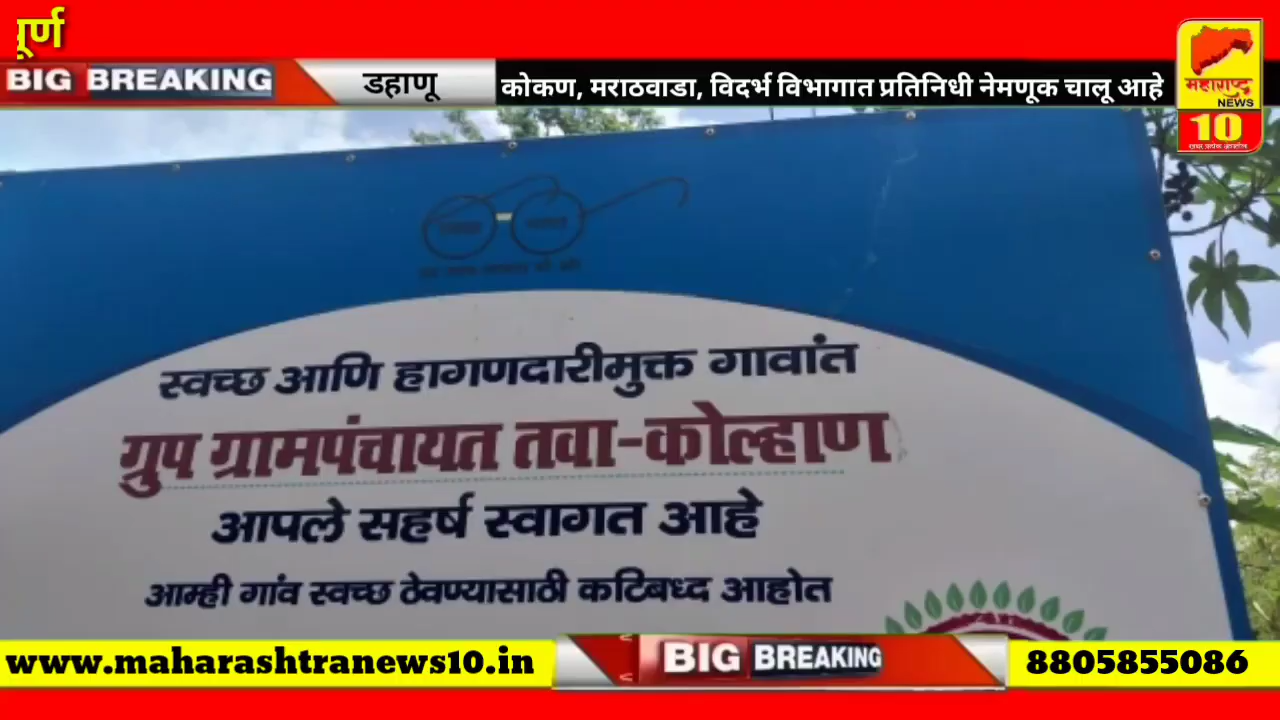 पूर्ण
BIG BREAKING
डहाणू
कोकण, मराठवाडा, विदर्भ विभागात प्रतिनिधी नेमणूक चालू आहे
महाराष्ट्र
NEWS
10
स्वच्छ आणि हागणदारीमुक्त गावांत
ग्रुप ग्रामपंचायत तवा-कोल्हाण
आपले सहर्ष स्वागत आहे
आम्ही गांव स्वच्छ ठेवण्यासाठी कटिबध्द आहोत
www.maharashtranews10.in
BIG BREAKING
8805855086